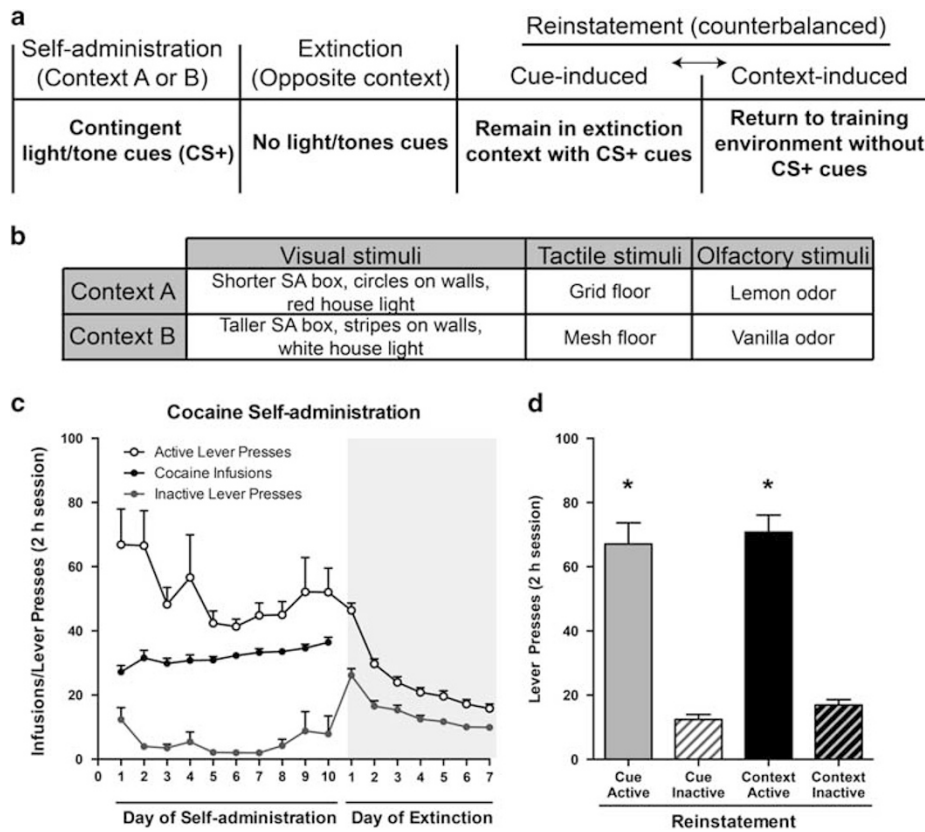 a
Reinstatement (counterbalanced)
Self-administration
(Context A or B)
Extinction
(Opposite context)
Cue-induced
Context-induced
Contingent
light/tone cues (CS+)
No light/tones cues
Remain in extinction
context with CS+ cues
Return to training
environment without
CS+ cues
b
Visual stimuli
Tactile stimuli
Olfactory stimuli
Context A
Shorter SA box, circles on walls,
red house light
Grid floor
Lemon odor
Context B
Taller SA box, stripes on walls,
white house light
Mesh floor
Vanilla odor
c
Cocaine Self-administration
Infusions/Lever Presses (2 h session)
100
80
60
40
20
0
Active Lever Presses
Cocaine Infusions
Inactive Lever Presses
0 1 2 3 4 5 6 7 8 9 10 1 2 3 4 5 6 7
Day of Self-administration
Day of Extinction
d
Lever Presses (2 h session)
100
80
60
40
20
0
* *
Cue
Active
Cue
Inactive
Context
Active
Context
Inactive
Reinstatement